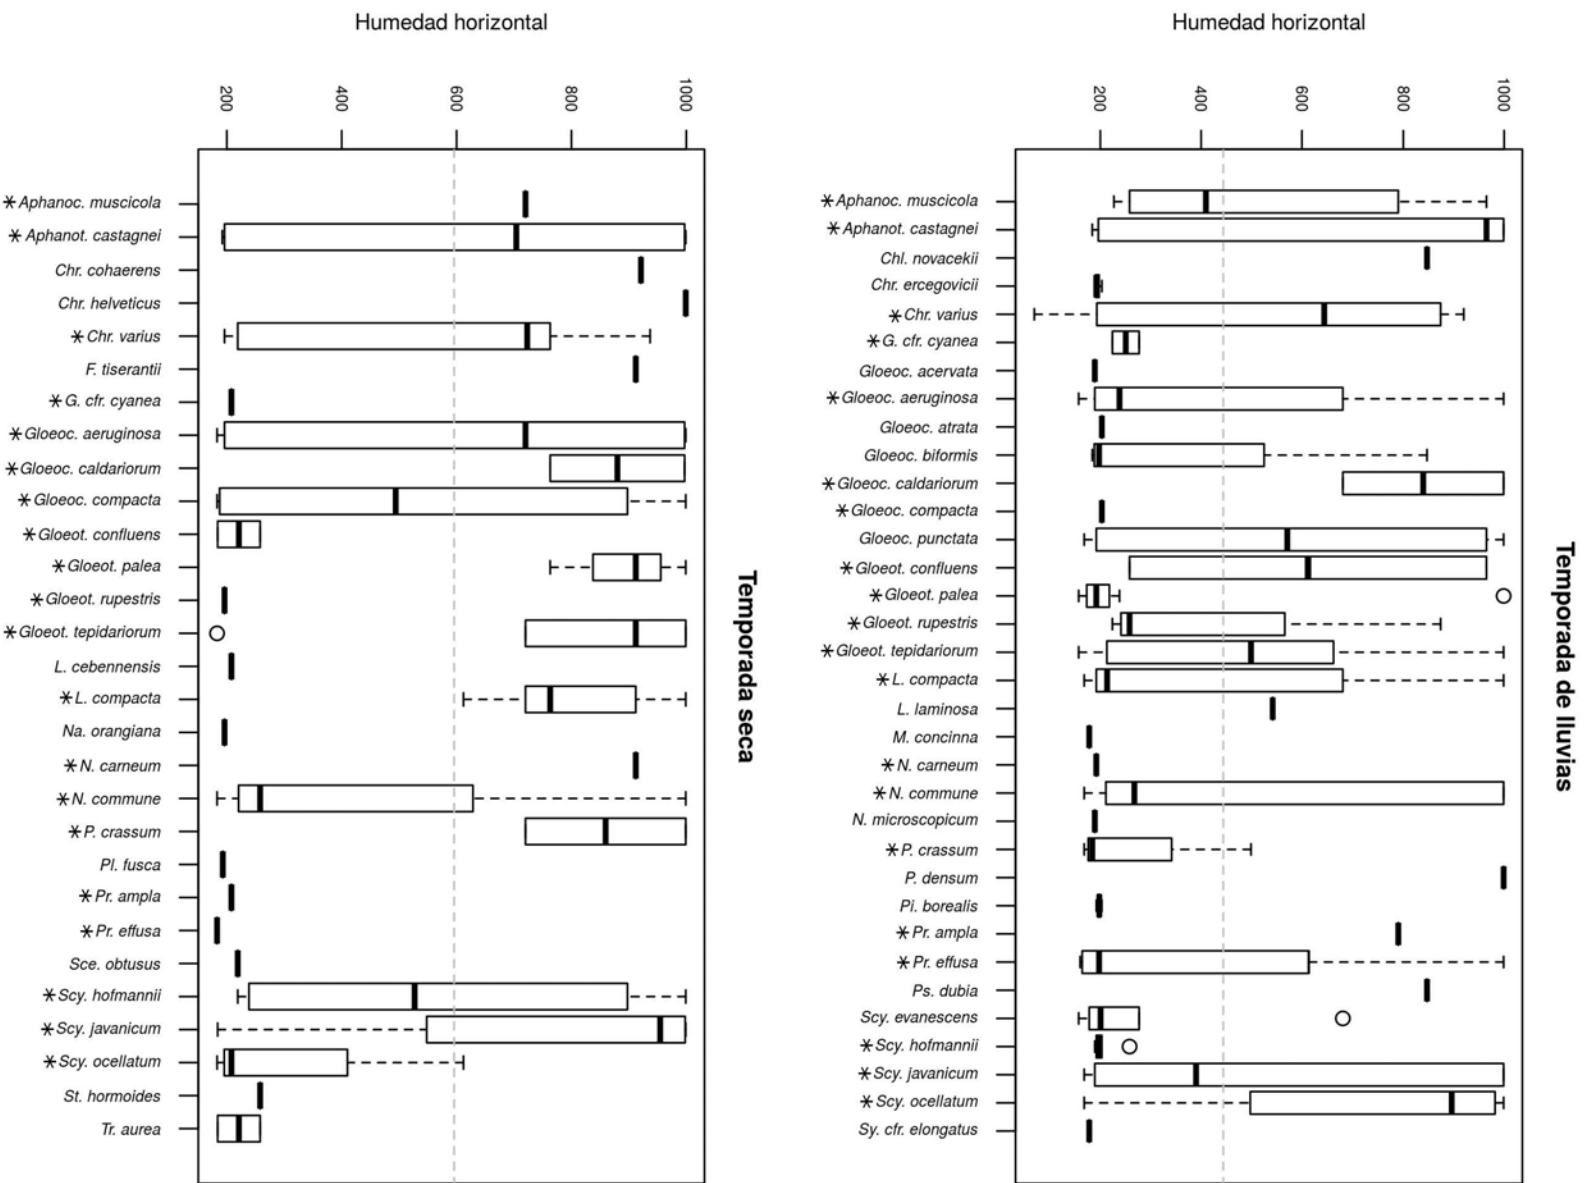 Humedad horizontal
200 400 600 800 1000
* Aphanoc. muscicola
* Aphanot. castagnei
Chr. cohaerens
Chr. helveticus
* Chr. varius
F. tiserantii
* G. cfr. cyanea
* Gloeoc. aeruginosa
* Gloeoc. caldariorum
* Gloeoc. compacta
* Gloeot. confluens
* Gloeot. palea
* Gloeot. rupestris
* Gloeot. tepidariorum
L. cebennensis
* L. compacta
Na. orangiana
* N. carneum
* N. commune
* P. crassum
Pl. fusca
* Pr. ampla
* Pr. effusa
Sce. obtusus
* Scy. hofmannii
* Scy. javanicum
* Scy. ocellatum
St. hormoides
Tr. aurea
Temporada seca
Humedad horizontal
200 400 600 800 1000
* Aphanoc. muscicola
* Aphanot. castagnei
Chl. novacekii
Chr. ercegovicii
* Chr. varius
* G. cfr. cyanea
Gloeoc. acervata
* Gloeoc. aeruginosa
Gloeoc. atrata
Gloeoc. biformis
* Gloeoc. caldariorum
* Gloeoc. compacta
Gloeoc. punctata
* Gloeot. confluens
* Gloeot. palea
* Gloeot. rupestris
* Gloeot. tepidariorum
* L. compacta
L. laminosa
M. concinna
* N. carneum
* N. commune
N. microscopicum
* P. crassum
P. densum
Pi. borealis
* Pr. ampla
* Pr. effusa
Ps. dubia
Scy. evanescens
* Scy. hofmannii
* Scy. javanicum
* Scy. ocellatum
Sy. cfr. elongatus
Temporada de lluvias